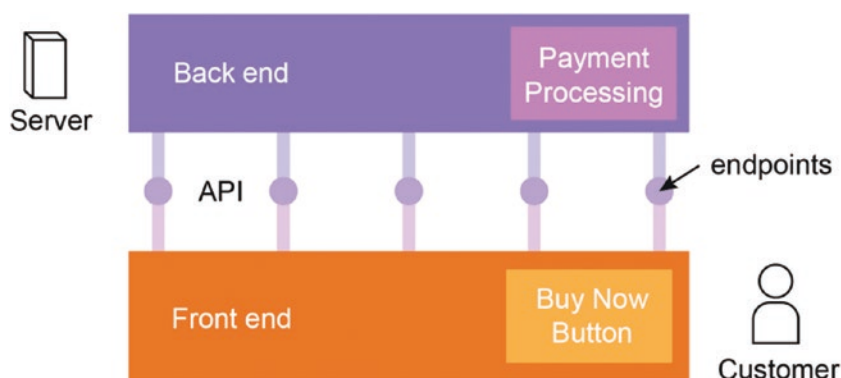 Server
Back end
Payment
Processing
API
endpoints
Front end
Buy Now
Button
Customer